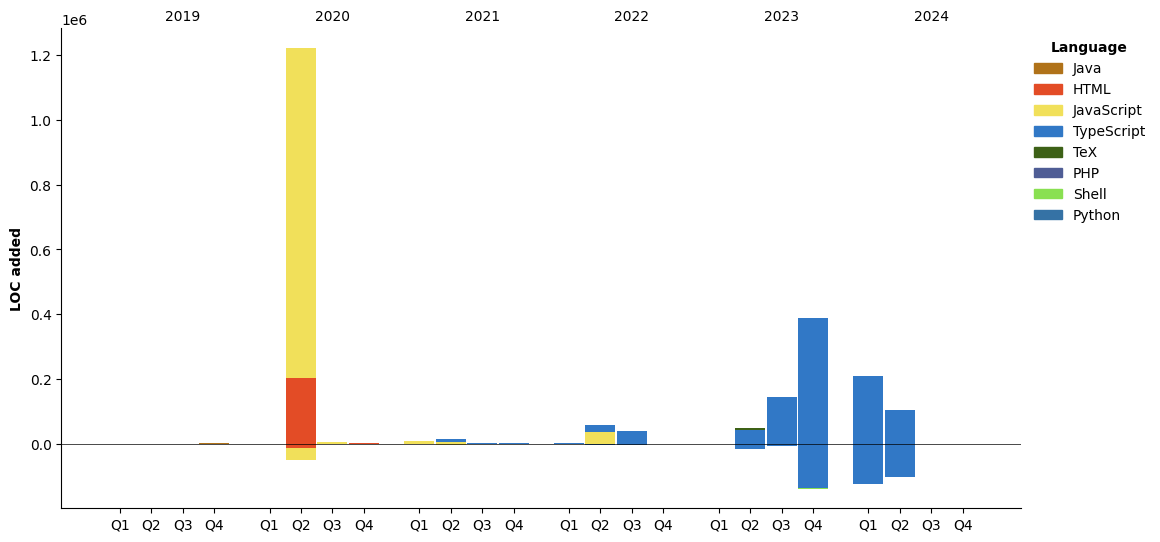 1e6
2019 2020 2021 2022 2023 2024
Language
Java
HTML
JavaScript
TypeScript
TeX
PHP
Shell
Python
LOC added
1.2
1.0
0.8
0.6
0.4
0.2
0.0
Q1 Q2 Q3 Q4 Q1 Q2 Q3 Q4 Q1 Q2 Q3 Q4 Q1 Q2 Q3 Q4 Q1 Q2 Q3 Q4 Q1 Q2 Q3 Q4